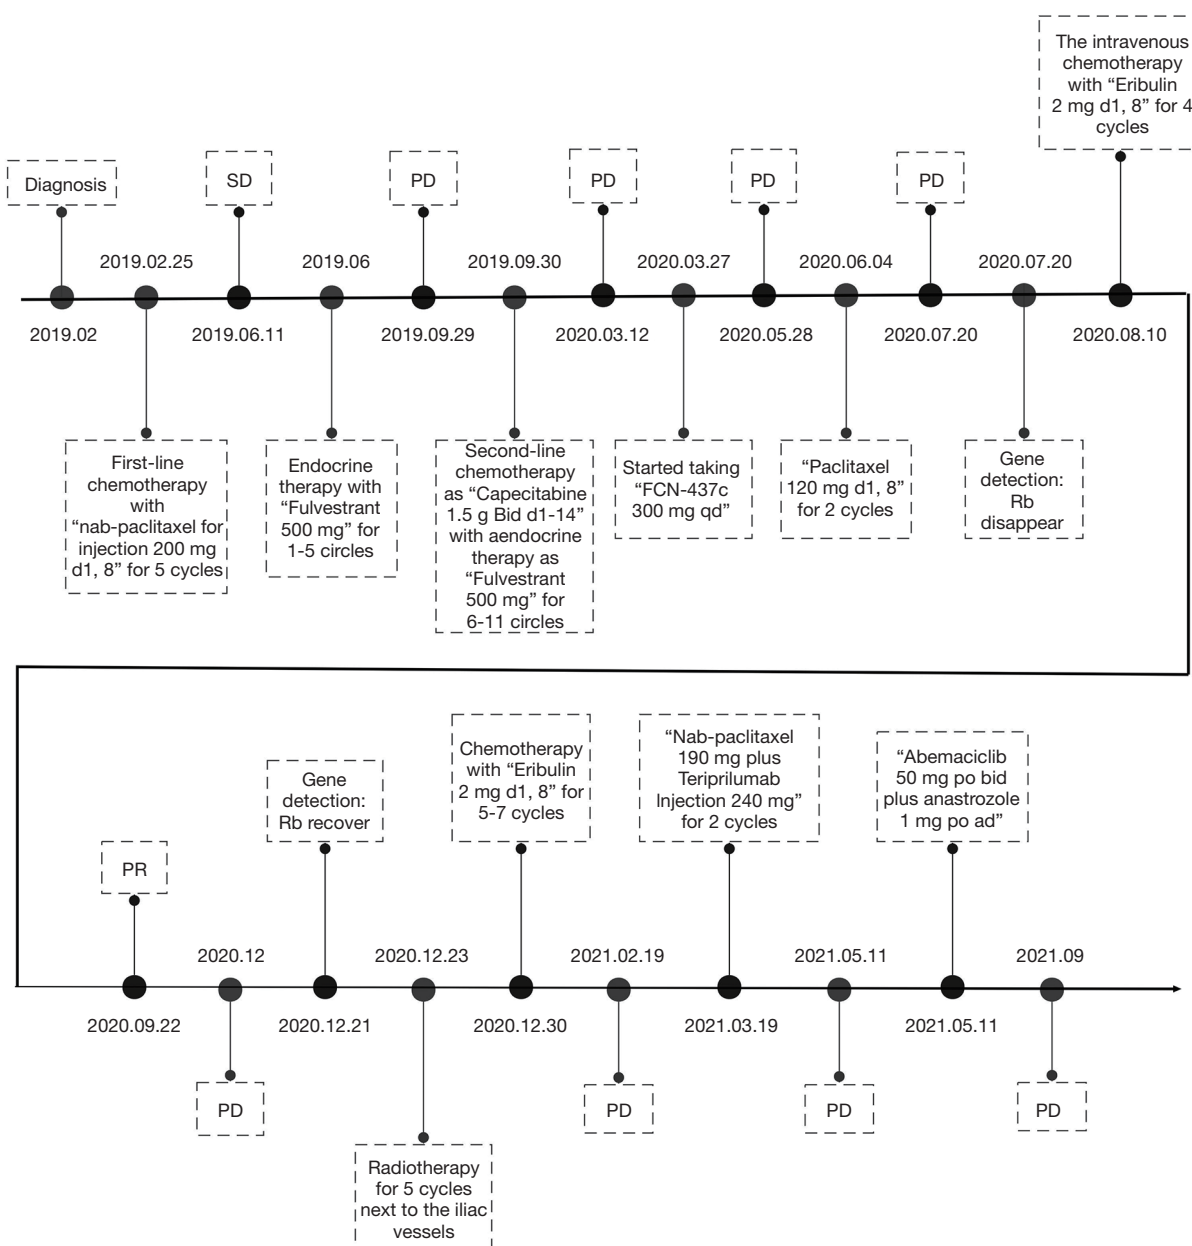 The intravenous
chemotherapy
with “Eribulin
2 mg d1, 8” for 4
cycles
Diagnosis
SD
PD
PD
PD
PD
2019.02.25
2019.06
2019.09.30
2020.03.27
2020.06.04
2020.07.20
2019.02
2019.06.11
2019.09.29
2020.03.12
2020.05.28
2020.07.20
2020.08.10
First-line
chemotherapy
with
“nab-paclitaxel for
injection 200 mg
d1, 8” for 5 cycles
Endocrine
therapy with
“Fulvestrant
500 mg” for
1-5 circles
Second-line
chemotherapy
as “Capecitabine
1.5 g Bid d1-14”
with aendocrine
therapy as
“Fulvestrant
500 mg” for
6-11 circles
Started taking
“FCN-437c
300 mg qd”
“Paclitaxel
120 mg d1, 8”
for 2 cycles
Gene
detection:
Rb
disappear
PR
Gene
detection:
Rb recover
Chemotherapy
with “Eribulin
2 mg d1, 8” for
5-7 cycles
“Nab-paclitaxel
190 mg plus
Teriprilumab
Injection 240 mg”
for 2 cycles
“Abemaciclib
50 mg po bid
plus anastrozole
1 mg po ad”
2020.12
2020.12.23
2021.02.19
2021.05.11
2021.09
2020.09.22
2020.12.21
2020.12.30
2021.03.19
2021.05.11
PD
Radiotherapy
for 5 cycles
next to the iliac
vessels
PD
PD
PD